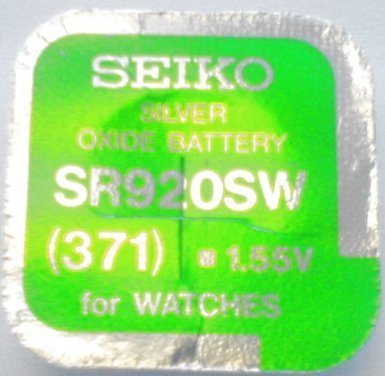 SEIKO
SILVER
OXIDE BATTERY
SR920SW
(371) 1.55V
for WATCHES